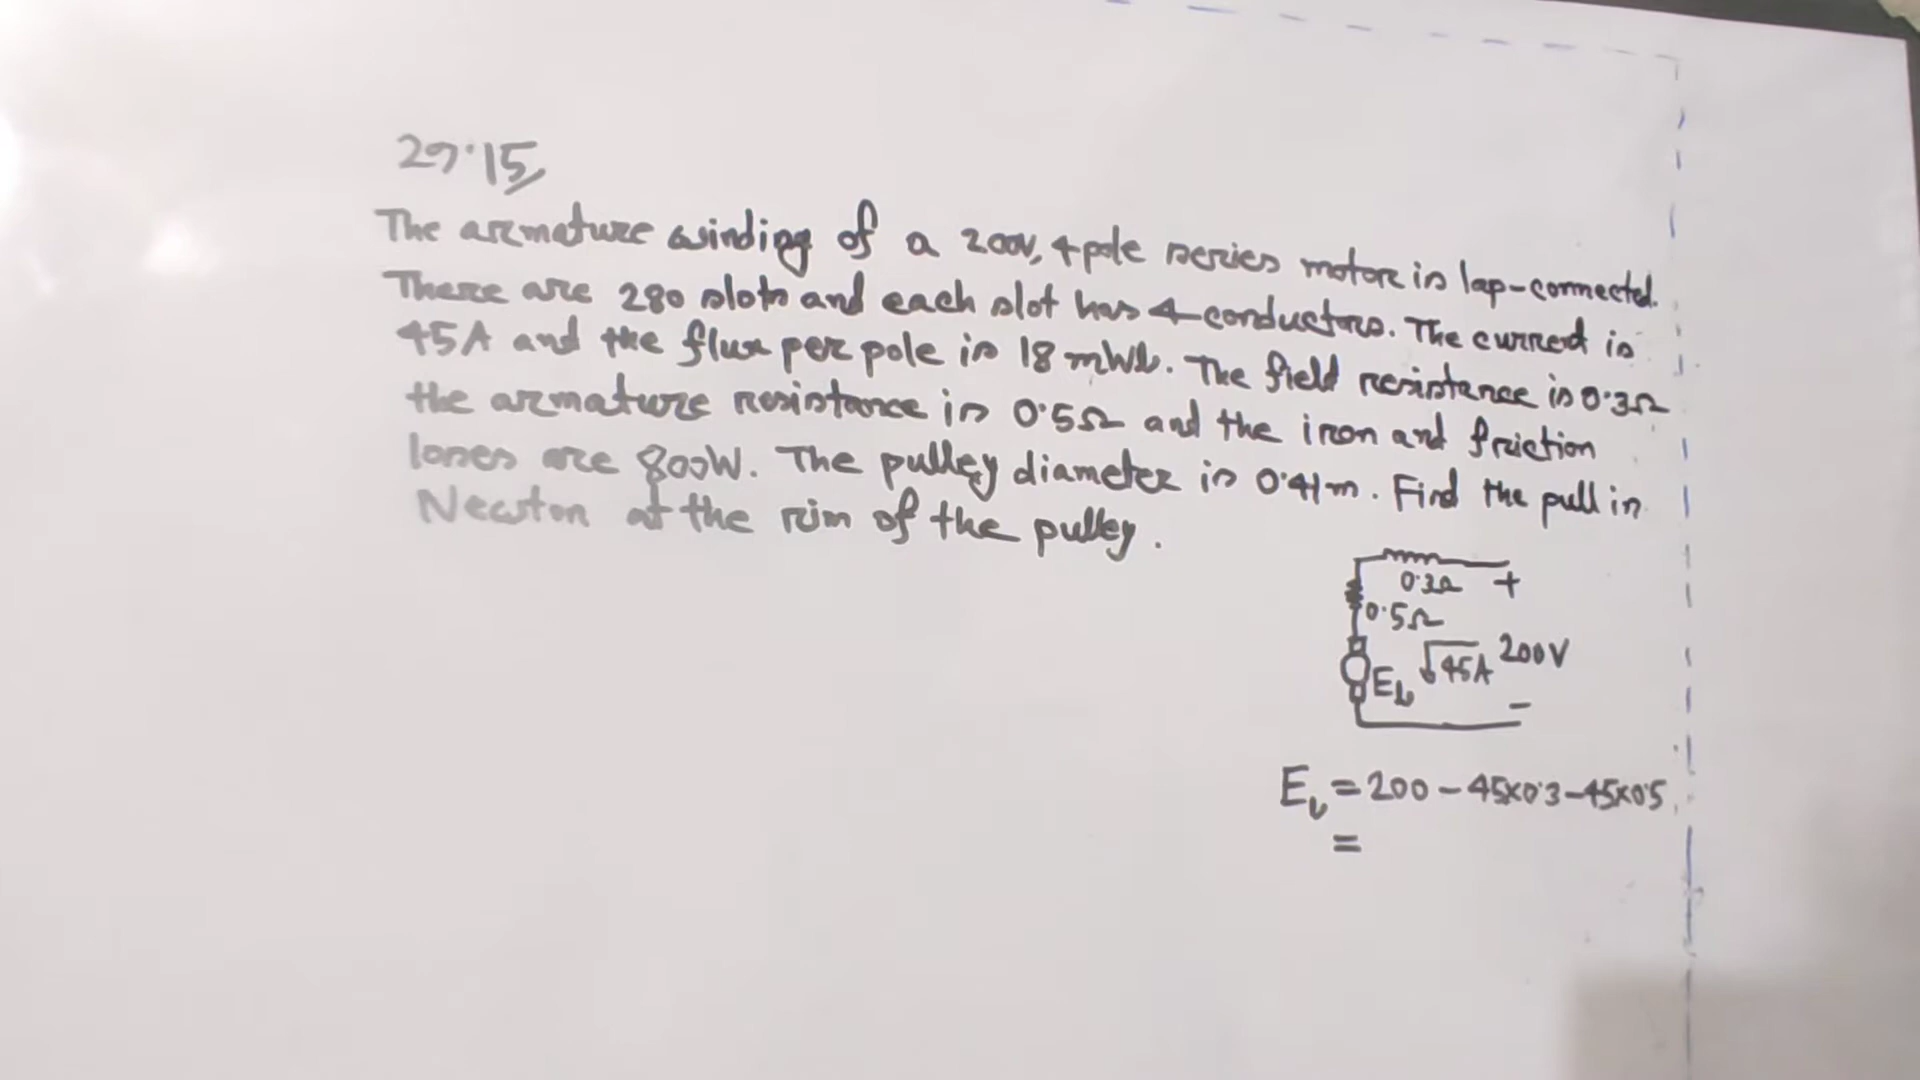 29.15
The armature winding of a 200V, 4 pole series motor is lap-connected.
There are 280 slots and each slot has 4 conductors. The current is
45A and the flux per pole is 18 mWb. The field resistance is 0.3Ω
the armature resistance is 0.5Ω and the iron and friction
losses are 800W. The pulley diameter is 0.41m. Find the pull in
Newton at the rim of the pulley.
0.3Ω +
0.5Ω
Eb 45A 200V
-
Eb = 200 - 45×0.3 - 45×0.5
=